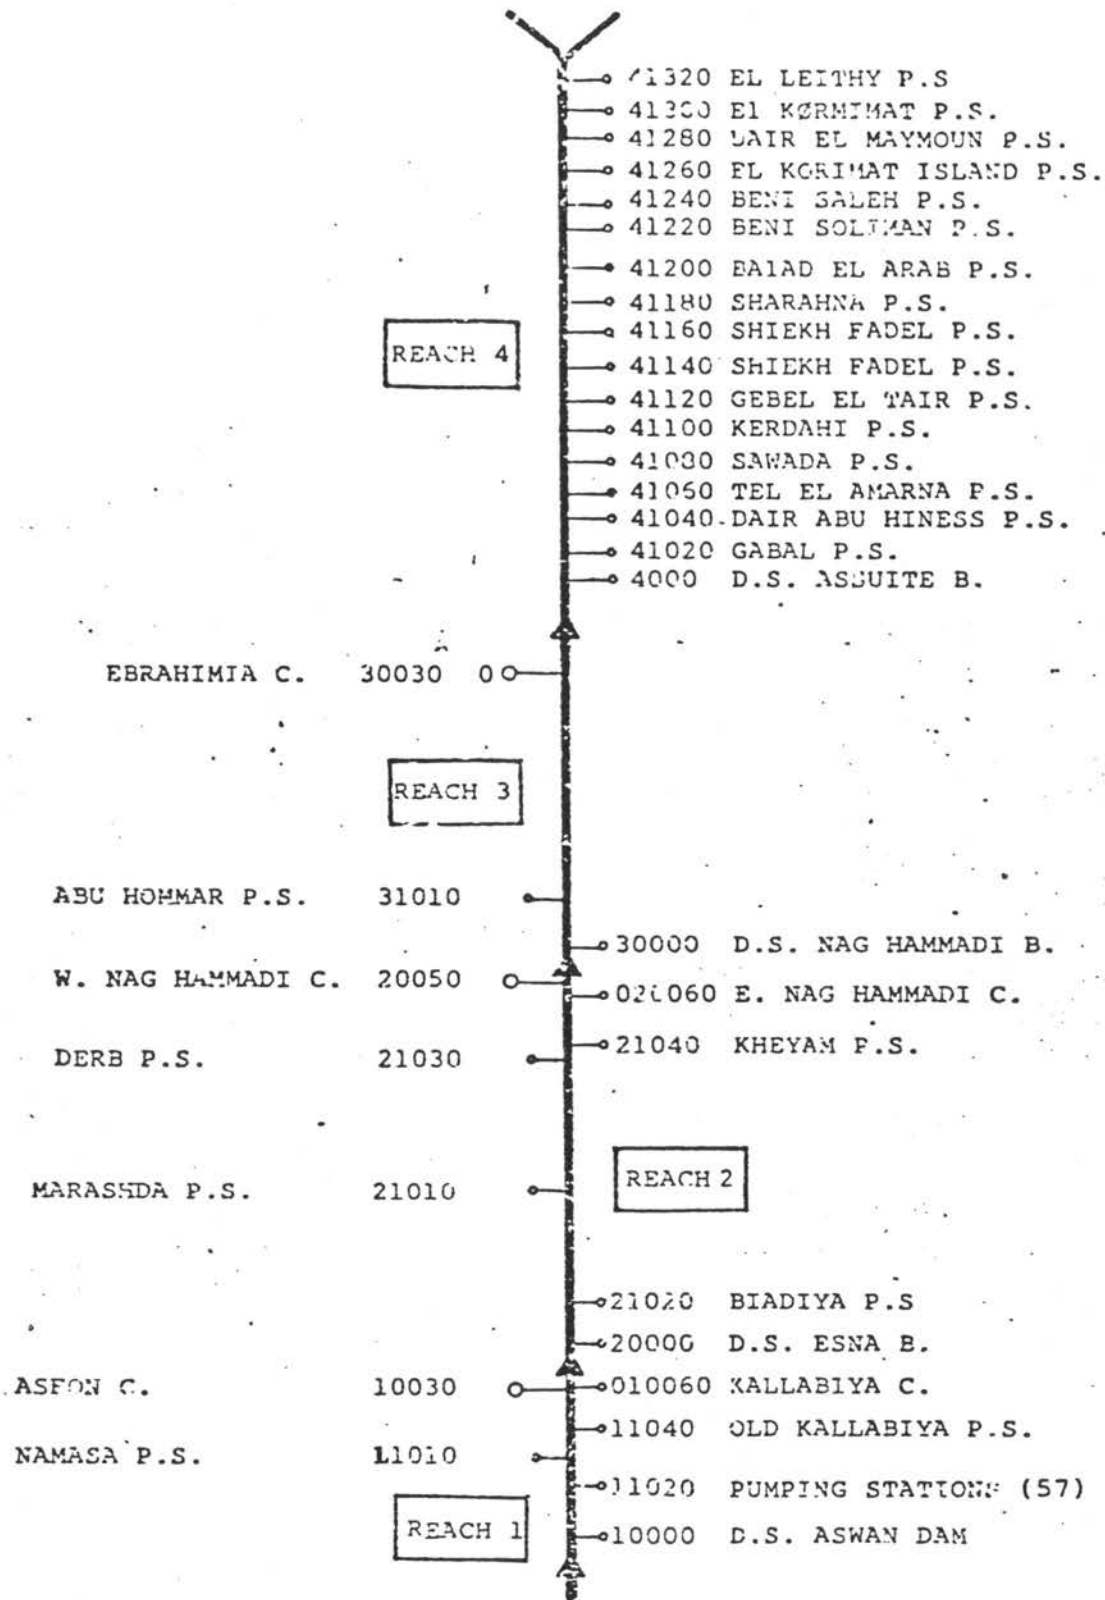 41320 EL LEITHY P.S
41300 El KØRMIMAT P.S.
41280 DAIR EL MAYMOUN P.S.
41260 EL KORIMAT ISLAND P.S.
41240 BENI SALEH P.S.
41220 BENI SOLIMAN P.S.
41200 BALAD EL ARAB P.S.
41180 SHARAHNA P.S.
41160 SHIEKH FADEL P.S.
REACH 4
41140 SHIEKH FADEL P.S.
41120 GEBEL EL TAIR P.S.
41100 KERDAHI P.S.
41080 SAWADA P.S.
41060 TEL EL AMARNA P.S.
41040 DAIR ABU HINESS P.S.
41020 GABAL P.S.
4000 D.S. ASSUITE B.
EBRAHIMIA C. 30030 0
REACH 3
ABU HOMMAR P.S. 31010
30000 D.S. NAG HAMMADI B.
W. NAG HAMMADI C. 20050
020060 E. NAG HAMMADI C.
21040 KHEYAM P.S.
DERB P.S. 21030
REACH 2
MARASHDA P.S. 21010
21020 BIADIYA P.S
20000 D.S. ESNA B.
ASFON C. 10030
010060 KALLABIYA C.
11040 OLD KALLABIYA P.S.
NAMASA P.S. 11010
11020 PUMPING STATIONS (57)
REACH 1
10000 D.S. ASWAN DAM